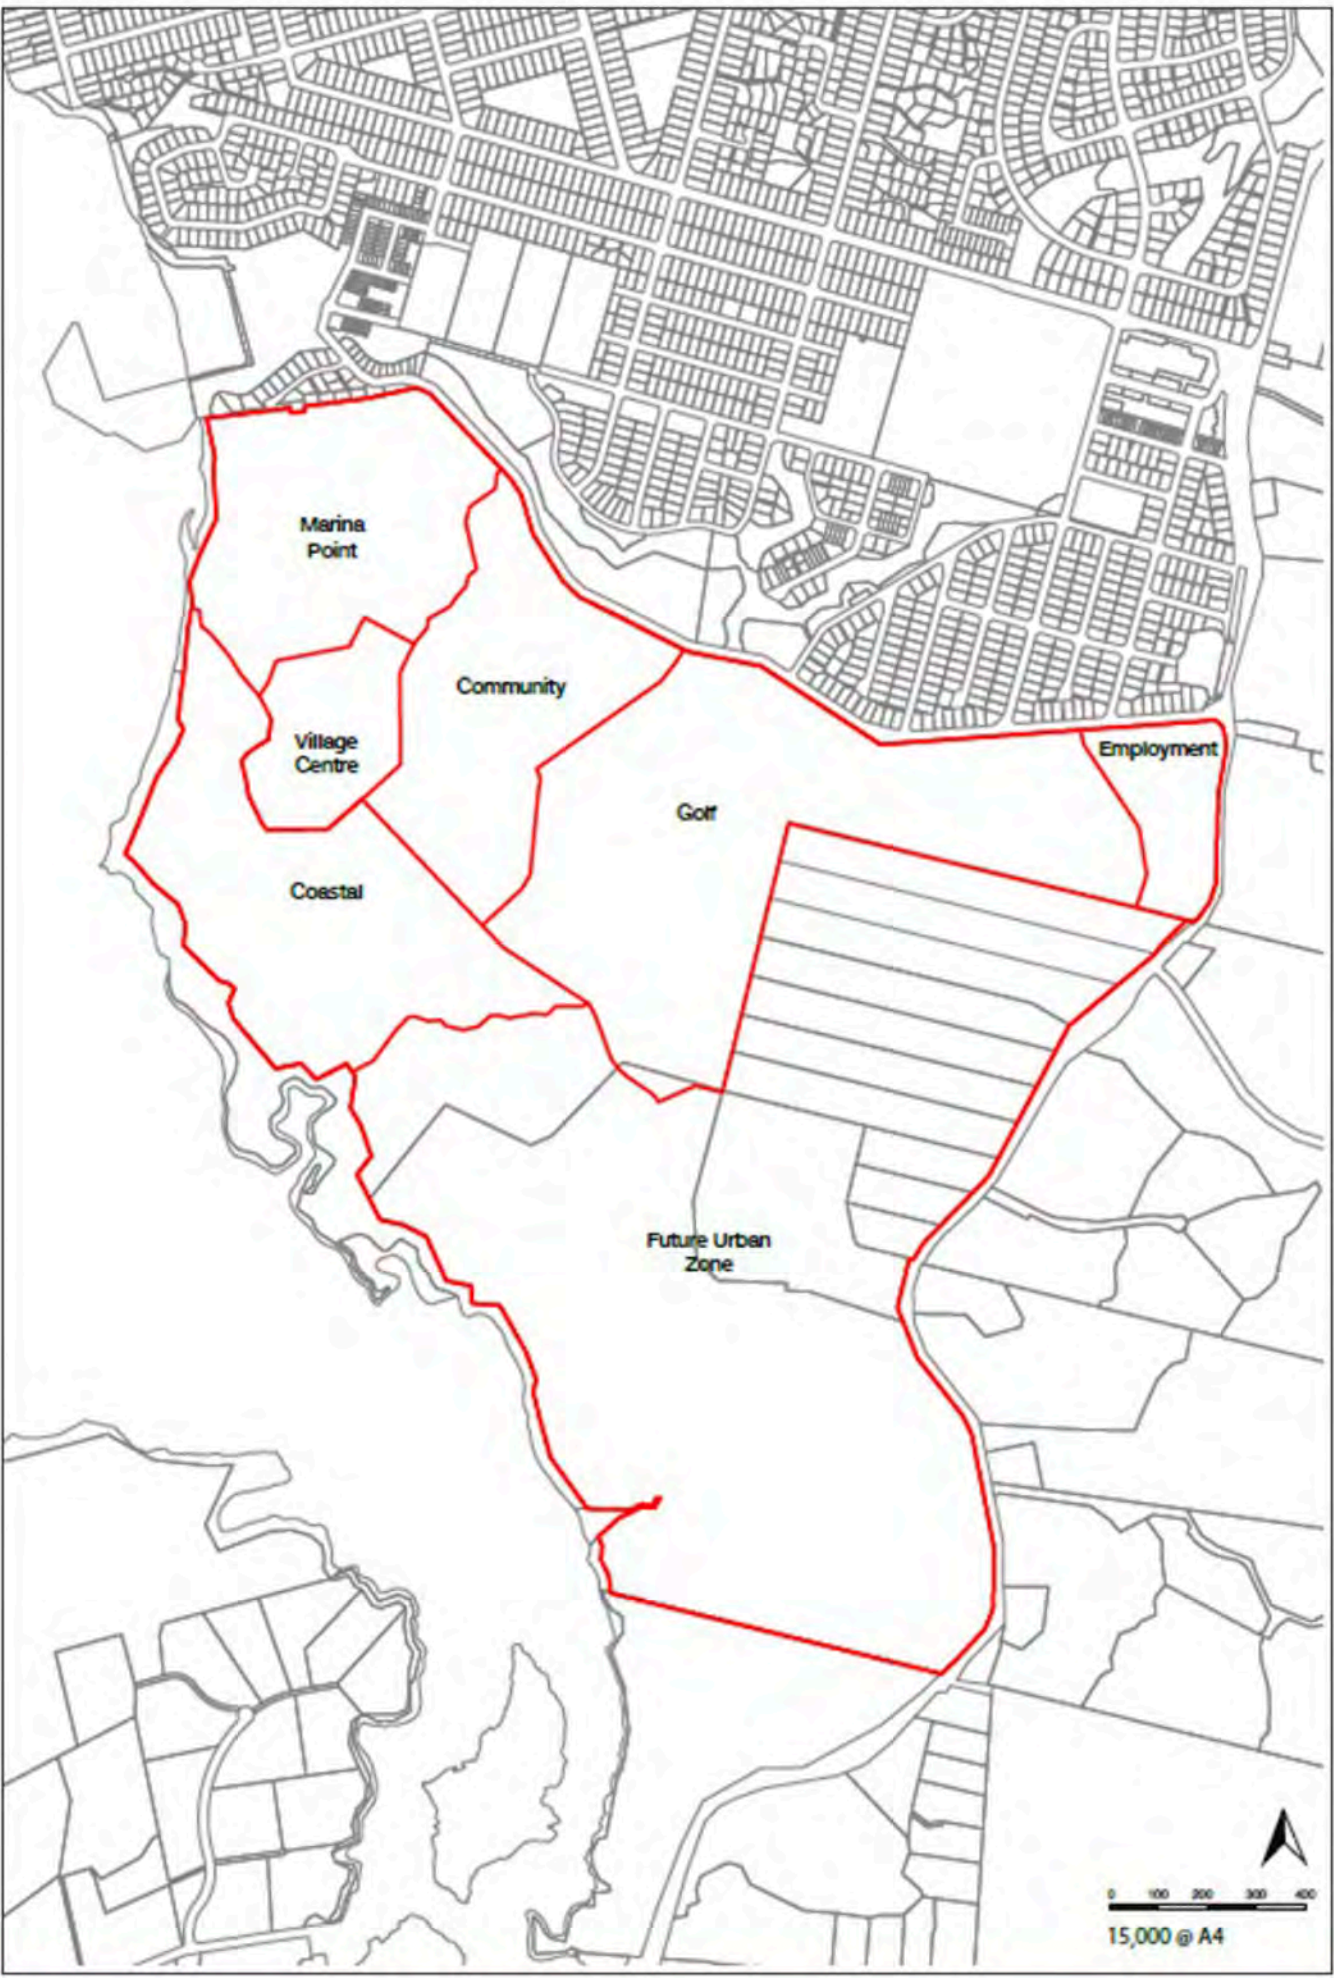 Marina
Point
Community
Village
Centre
Employment
Golf
Coastal
Future Urban
Zone
0 100 200 300 400
15,000 @ A4